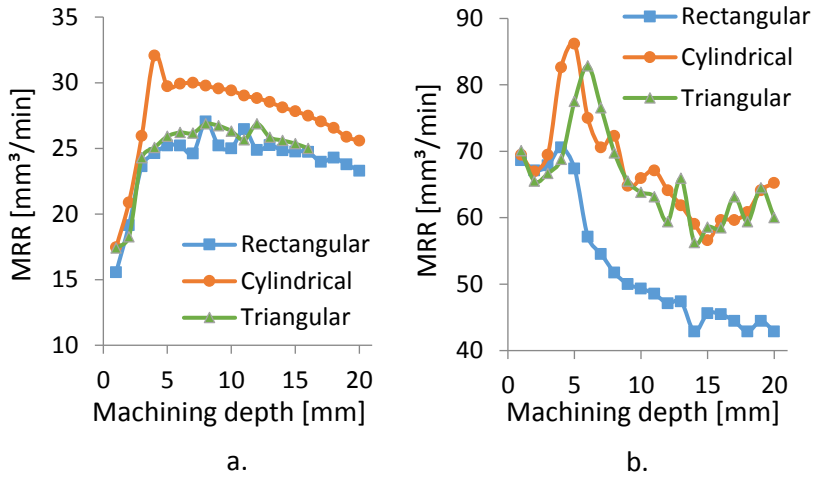 MRR [mm³/min]
35
30
25
20
15
10
0 5 10 15 20
Machining depth [mm]
Rectangular
Cylindrical
Triangular
a.
MRR [mm³/min]
90
80
70
60
50
40
0 5 10 15 20
Machining depth [mm]
Rectangular
Cylindrical
Triangular
b.